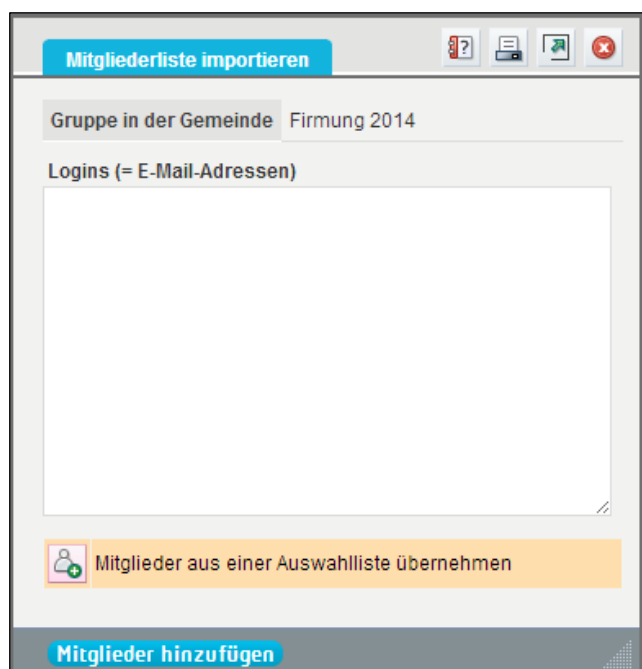 Mitgliederliste importieren
Gruppe in der Gemeinde Firmung 2014
Logins (= E-Mail-Adressen)
Mitglieder aus einer Auswahlliste übernehmen
Mitglieder hinzufügen